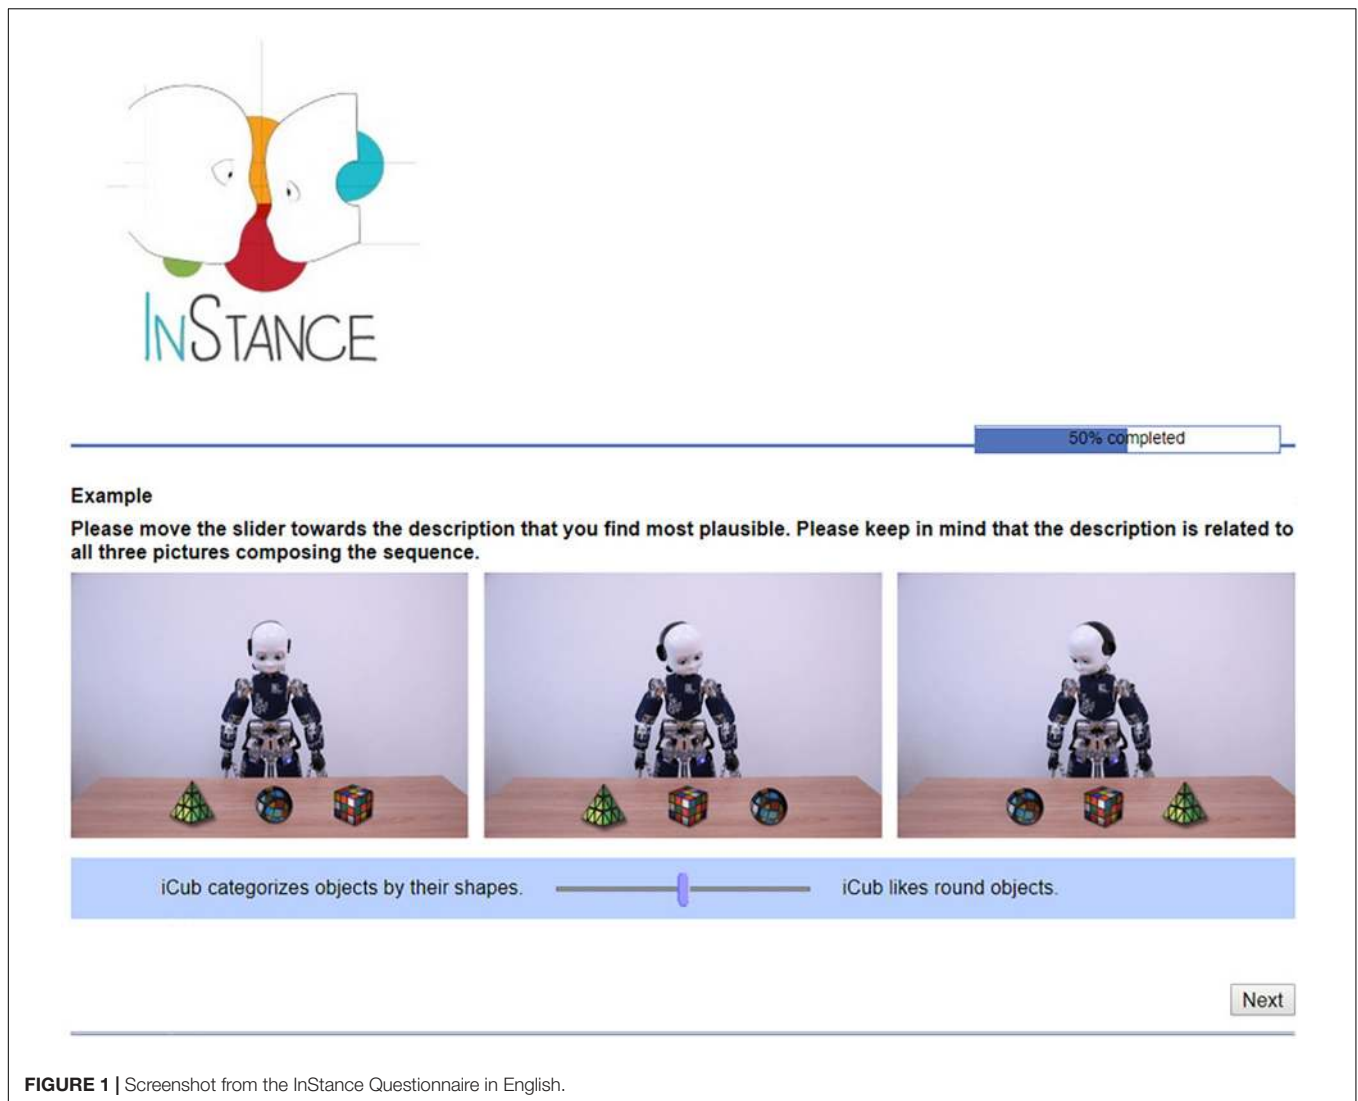 INSTANCE
50% completed
Example
Please move the slider towards the description that you find most plausible. Please keep in mind that the description is related to
all three pictures composing the sequence.
iCub categorizes objects by their shapes.
iCub likes round objects.
Next
FIGURE 1 | Screenshot from the InStance Questionnaire in English.